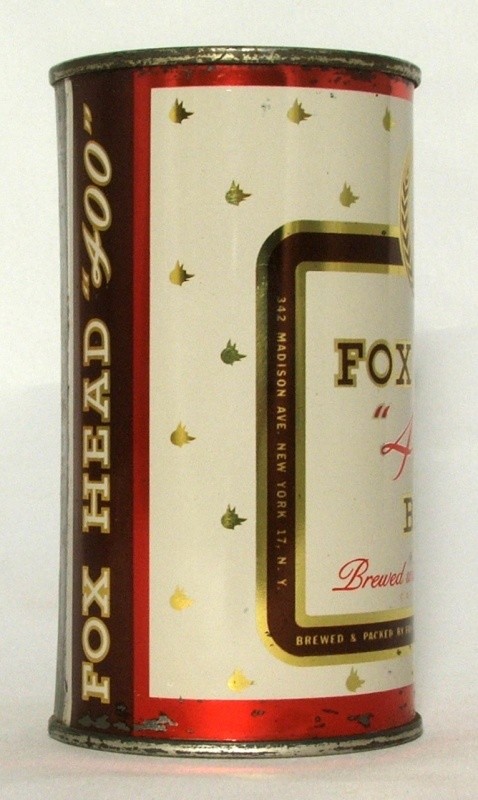 FOX HEAD "400"
342 MADISON AVE. NEW YORK 17, N. Y.
FOX
"4
B
Brewed
BREWED & PACKED BY